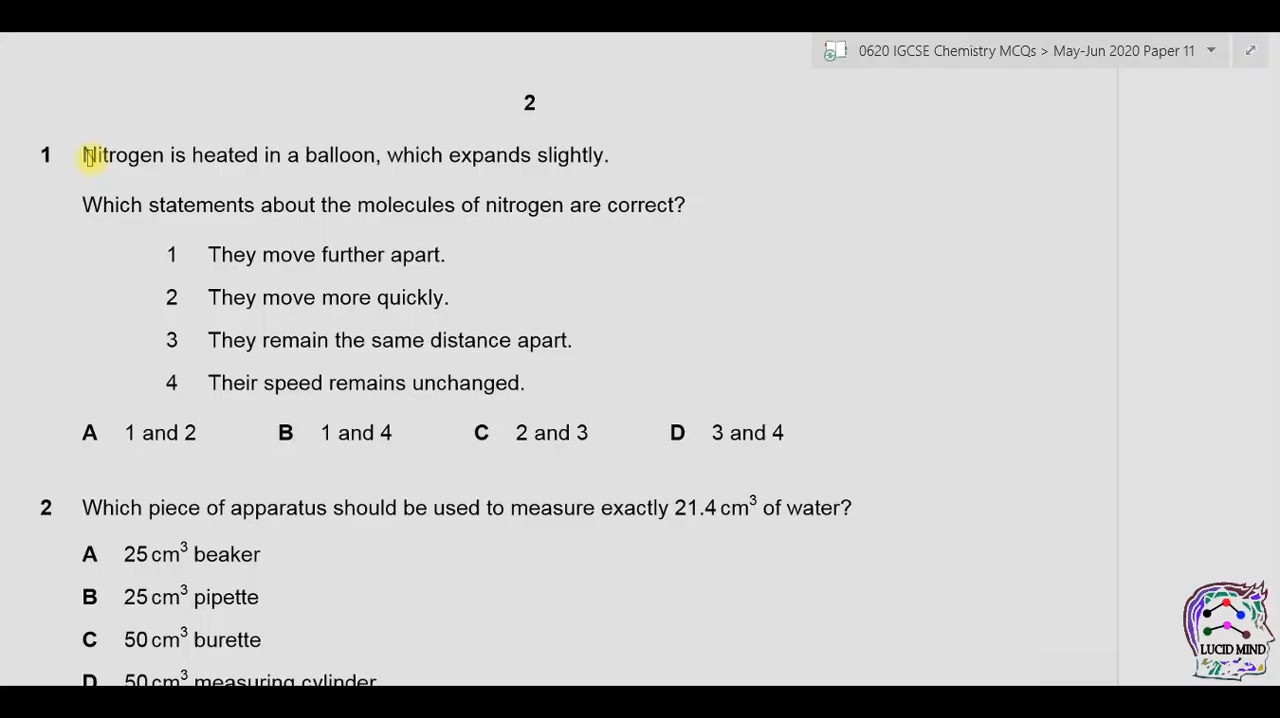 0620 IGCSE Chemistry MCQs > May-Jun 2020 Paper 11
2
1 Nitrogen is heated in a balloon, which expands slightly.
Which statements about the molecules of nitrogen are correct?
1 They move further apart.
2 They move more quickly.
3 They remain the same distance apart.
4 Their speed remains unchanged.
A 1 and 2 B 1 and 4 C 2 and 3 D 3 and 4
2 Which piece of apparatus should be used to measure exactly 21.4 cm³ of water?
A 25 cm³ beaker
B 25 cm³ pipette
C 50 cm³ burette
D 50 cm³ measuring cylinder
LUCID MIND